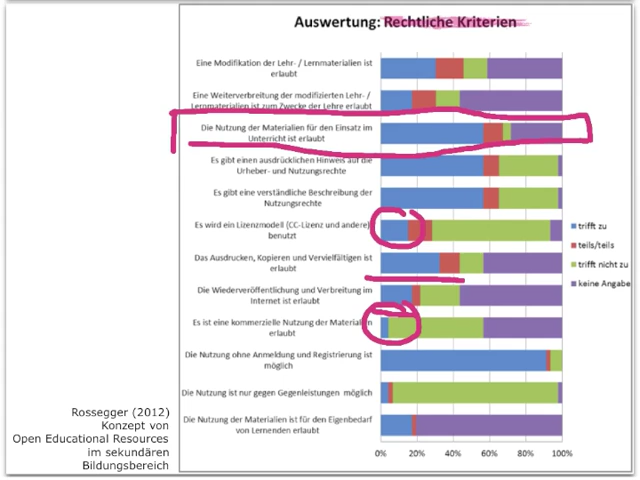 Auswertung: Rechtliche Kriterien
Eine Modifikation der Lehr- / Lernmaterialien ist
erlaubt
Eine Weiterverbreitung der modifizierten Lehr- /
Lernmaterialien ist zum Zwecke der Lehre erlaubt
Die Nutzung der Materialien für den Einsatz im
Unterricht ist erlaubt
Es gibt einen ausdrücklichen Hinweis auf die
Urheber- und Nutzungsrechte
Es gibt eine verständliche Beschreibung der
Nutzungsrechte
Es wird ein Lizenzmodell (CC-Lizenz und andere)
benutzt
Das Ausdrucken, Kopieren und Vervielfältigen ist
erlaubt
Die Wiederveröffentlichung und Verbreitung im
Internet ist erlaubt
Es ist eine kommerzielle Nutzung der Materialien
erlaubt
Die Nutzung ohne Anmeldung und Registrierung ist
möglich
Die Nutzung ist nur gegen Gegenleistungen möglich
Die Nutzung der Materialien ist für den Eigenbedarf
von Lernenden erlaubt
0% 20% 40% 60% 80% 100%
trifft zu
teils/teils
trifft nicht zu
keine Angabe
Rossegger (2012)
Konzept von
Open Educational Resources
im sekundären
Bildungsbereich